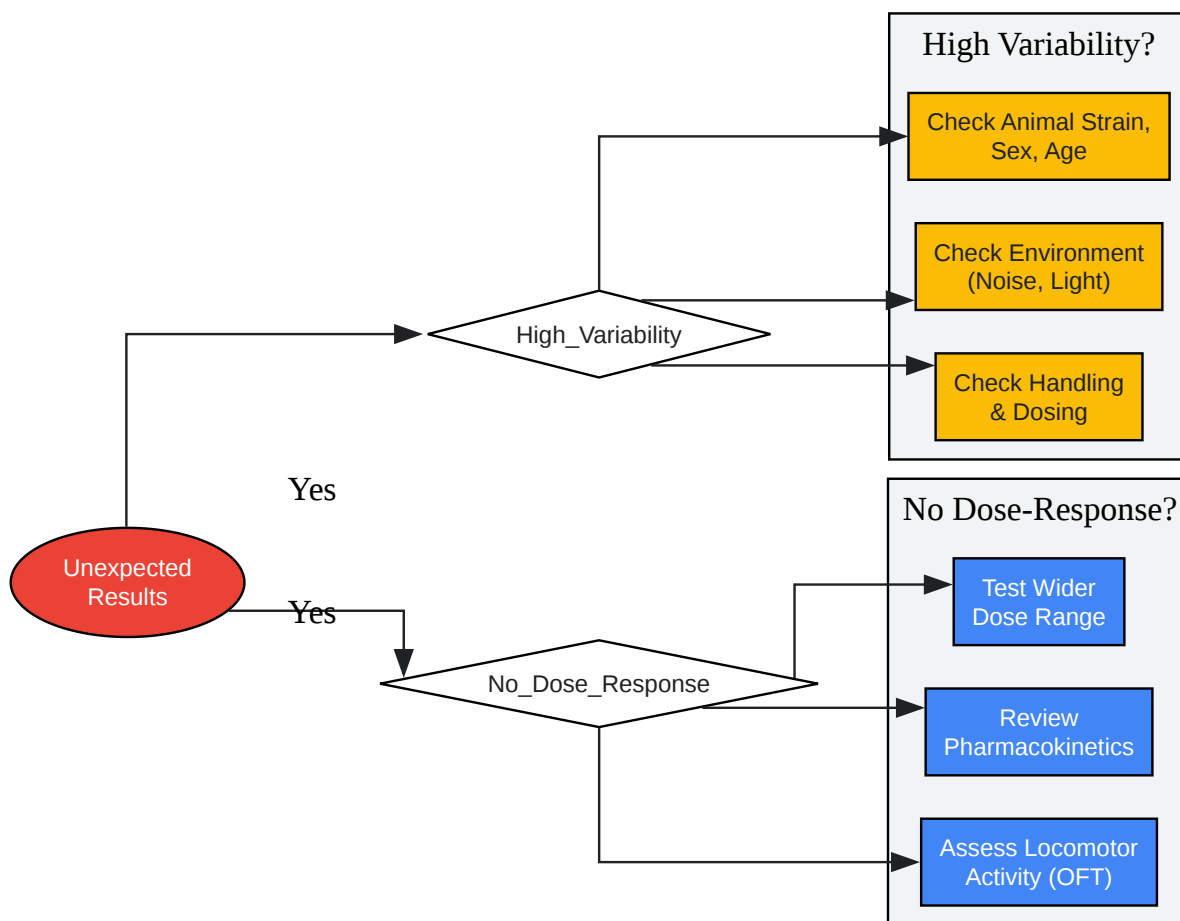 High Variability?
Check Animal Strain,
Sex, Age
Check Environment
(Noise, Light)
High_Variability
Check Handling
& Dosing
Yes
No Dose-Response?
Unexpected
Results
Yes
Test Wider
Dose Range
No_Dose_Response
Review
Pharmacokinetics
Assess Locomotor
Activity (OFT)